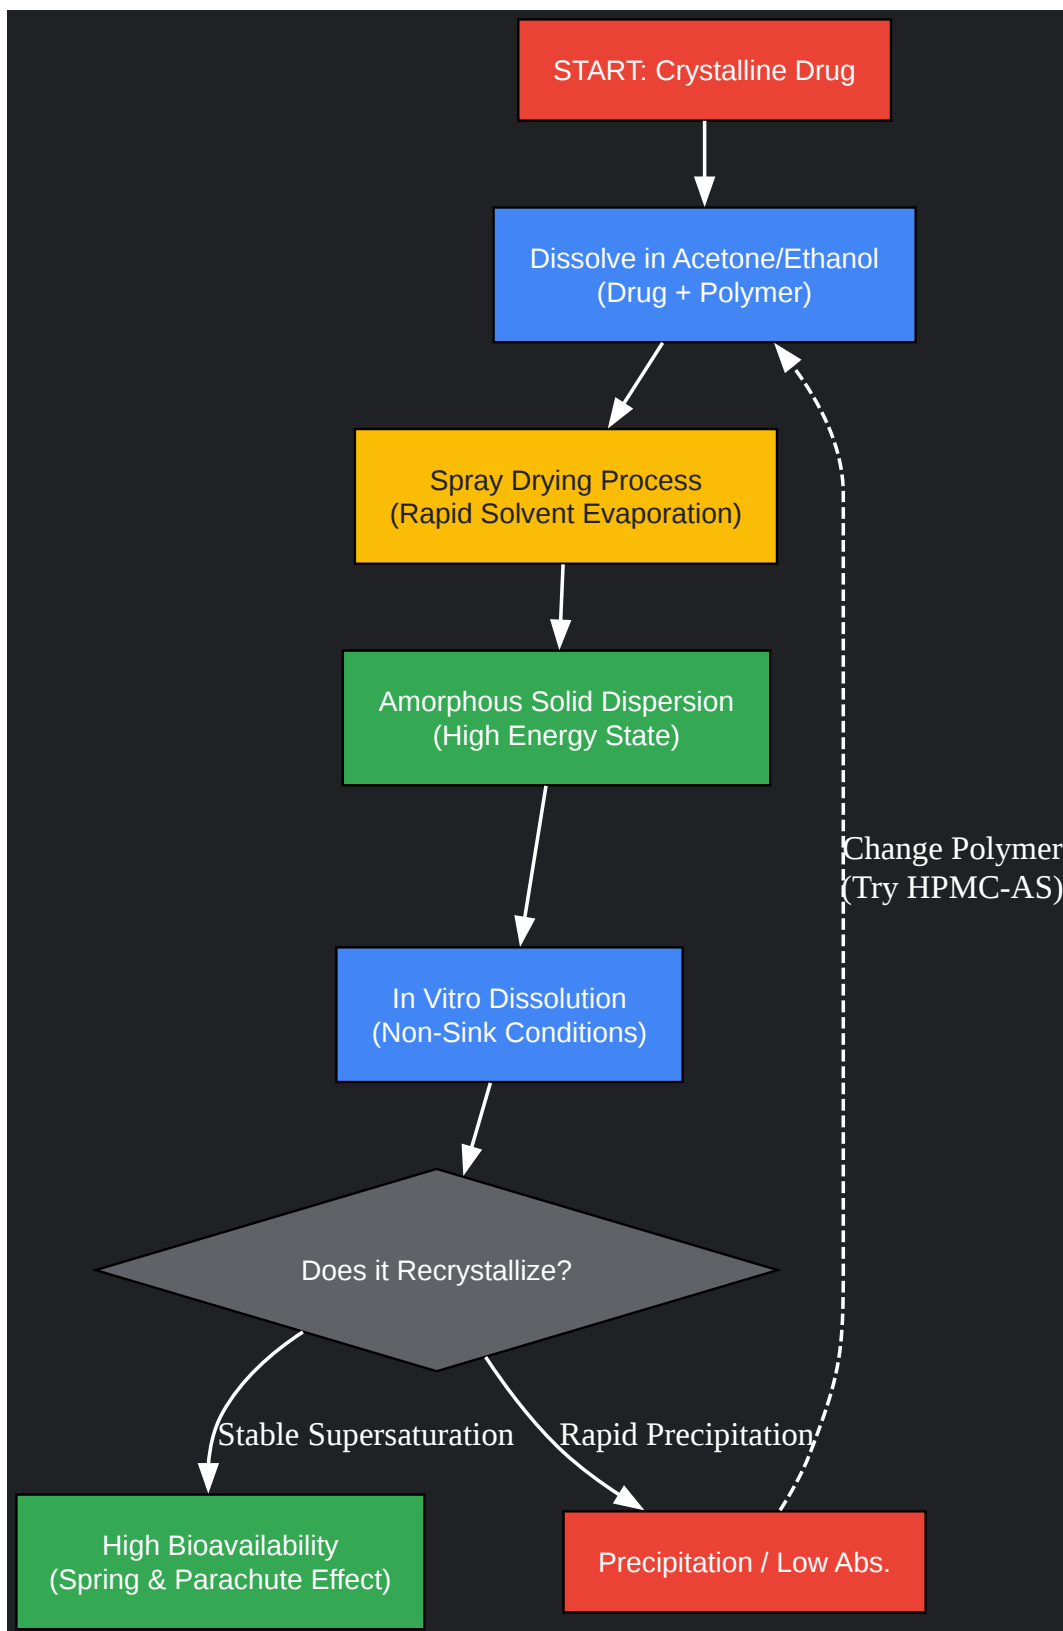 START: Crystalline Drug
Dissolve in Acetone/Ethanol
(Drug + Polymer)
Spray Drying Process
(Rapid Solvent Evaporation)
Amorphous Solid Dispersion
(High Energy State)
Change Polymer
(Try HPMC-AS)
In Vitro Dissolution
(Non-Sink Conditions)
Does it Recrystallize?
Stable Supersaturation
Rapid Precipitation
High Bioavailability
(Spring & Parachute Effect)
Precipitation / Low Abs.